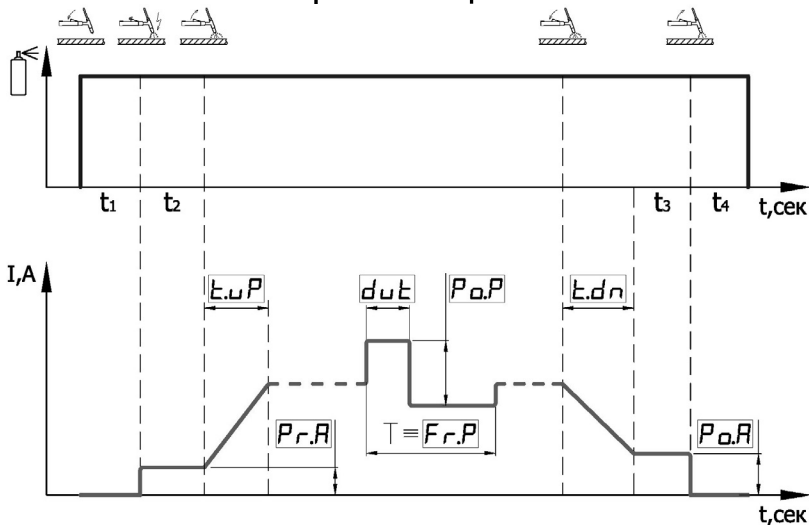 t1 t2 t3 t4 t,сек
I,A
t.uP dut Po.P t.dn
Pr.A T ≡ Fr.P Po.A
t,сек